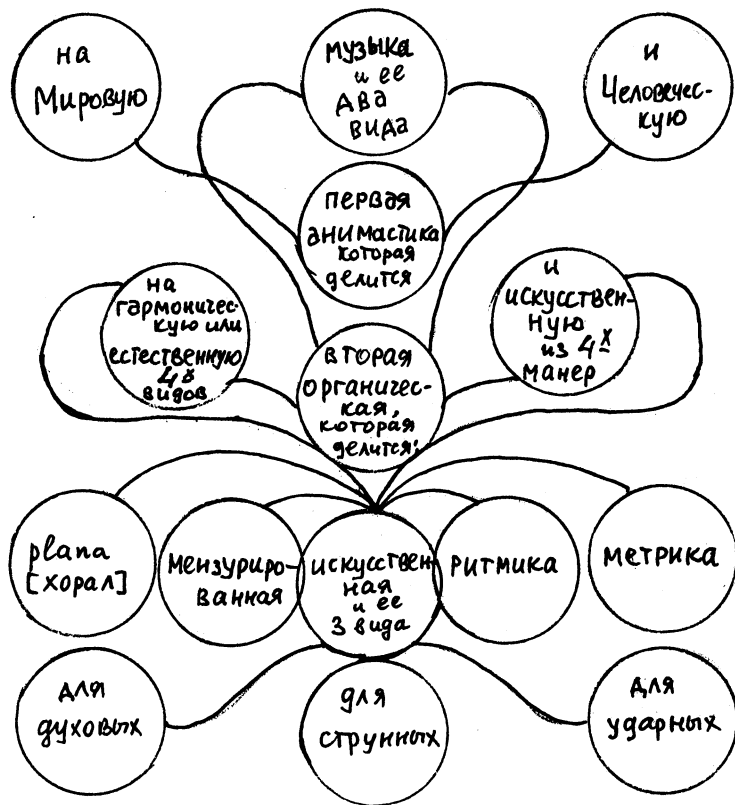 на
Мировую
музыка
и ее
два
вида
и
Человечес-
кую
первая
анимастика
которая
делится
на
гармоничес-
кую или
естественную
4х
видов
и
искусствен-
ную
из 4х
манер
вторая
органичес-
кая,
которая
делится:
plana
[хорал]
мензуриро-
ванная
искусствен-
ная
и ее
3 вида
ритмика
метрика
для
духовых
для
струнных
для
ударных